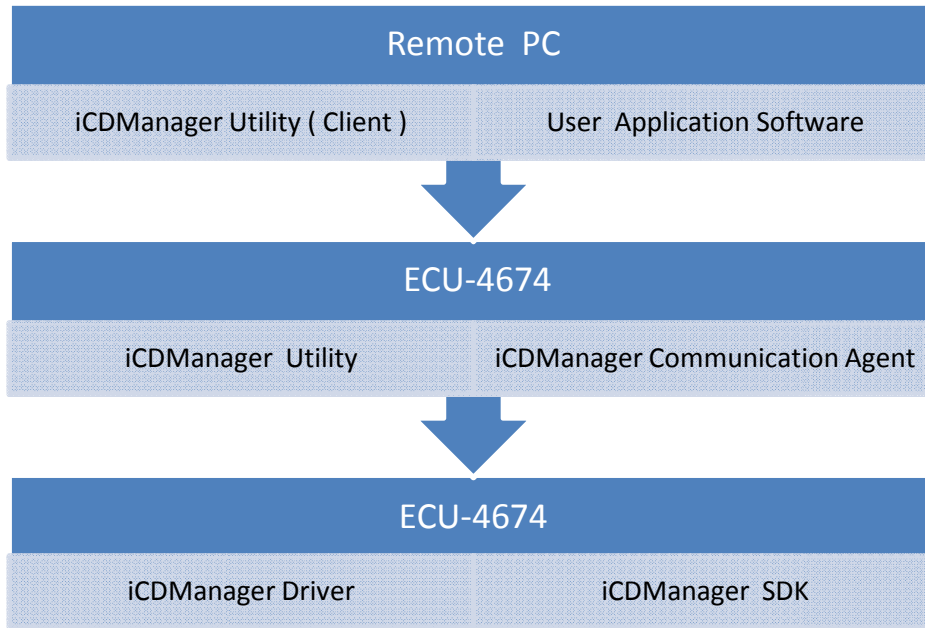 Remote PC
iCDManager Utility ( Client )
User Application Software
ECU-4674
iCDManager Utility
iCDManager Communication Agent
ECU-4674
iCDManager Driver
iCDManager SDK